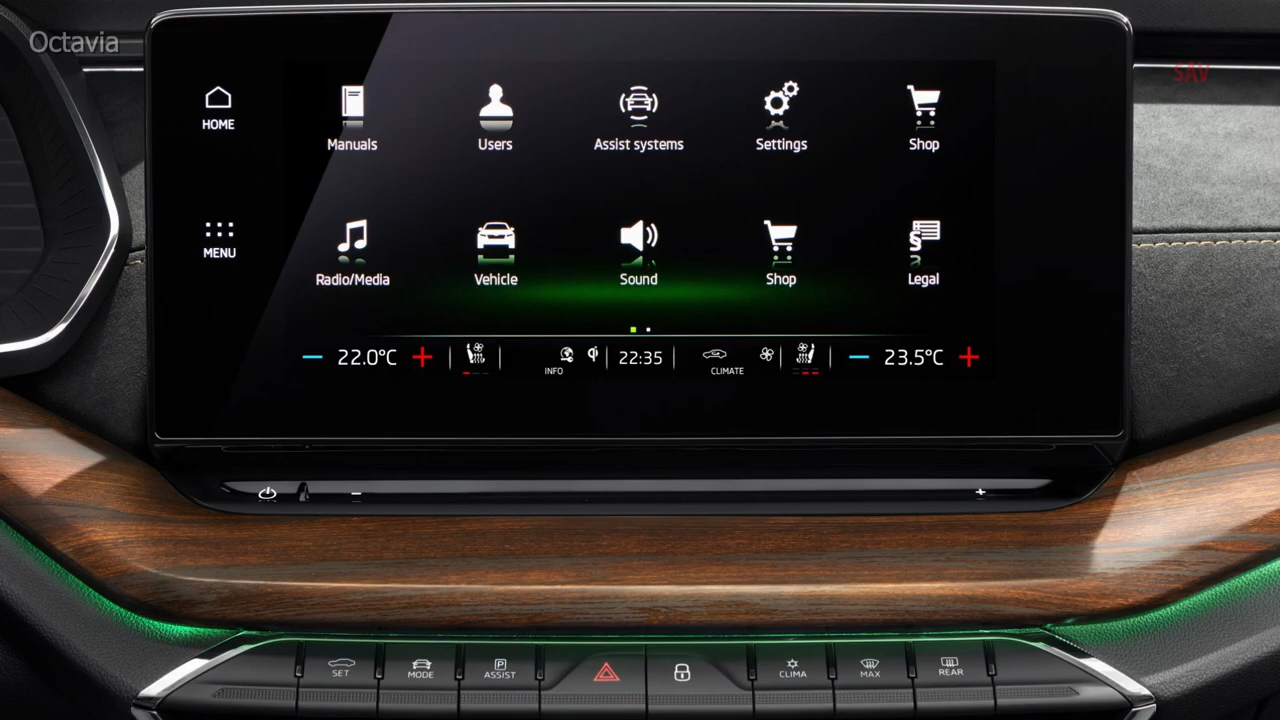 Octavia
SAV
HOME
Manuals
Users
Assist systems
Settings
Shop
MENU
Radio/Media
Vehicle
Sound
Shop
Legal
− 22.0°C +
INFO
22:35
CLIMATE
− 23.5°C +
− +
SET
MODE
P
ASSIST
CLIMA
MAX
REAR